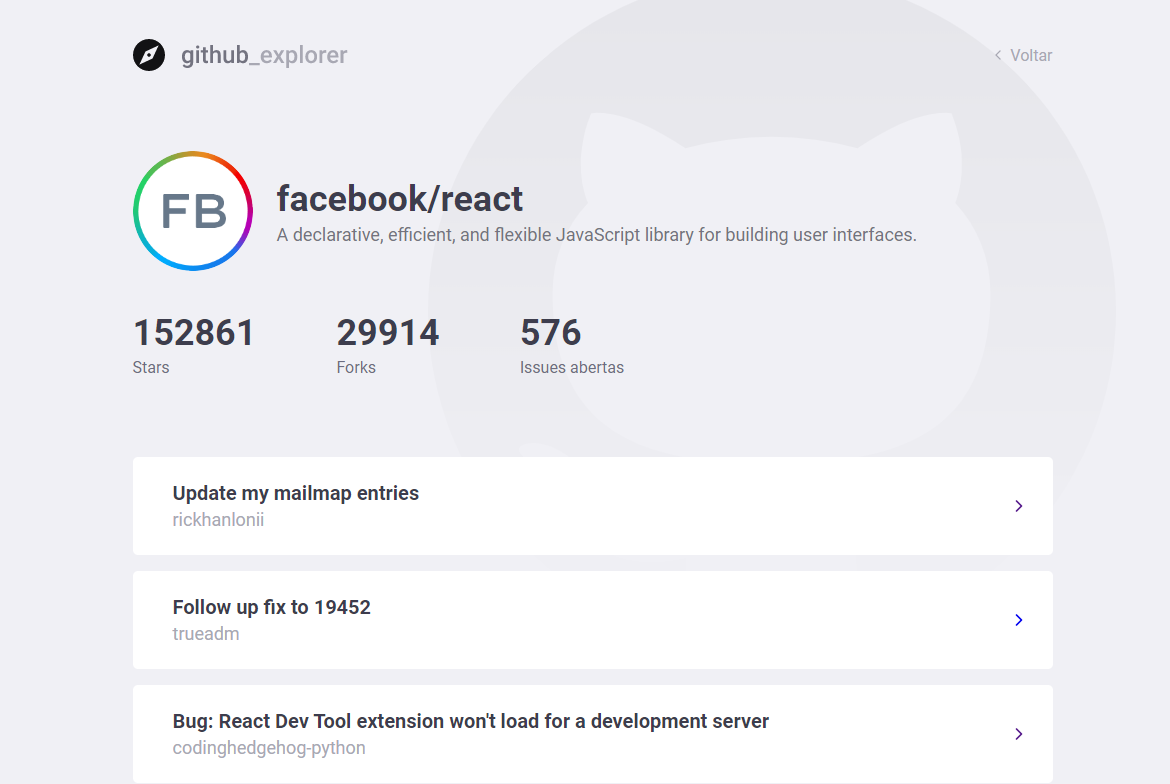 github_explorer
Voltar
FB
facebook/react
A declarative, efficient, and flexible JavaScript library for building user interfaces.
152861 29914 576
Stars Forks Issues abertas
Update my mailmap entries
rickhanlonii
Follow up fix to 19452
trueadm
Bug: React Dev Tool extension won't load for a development server
codinghedgehog-python